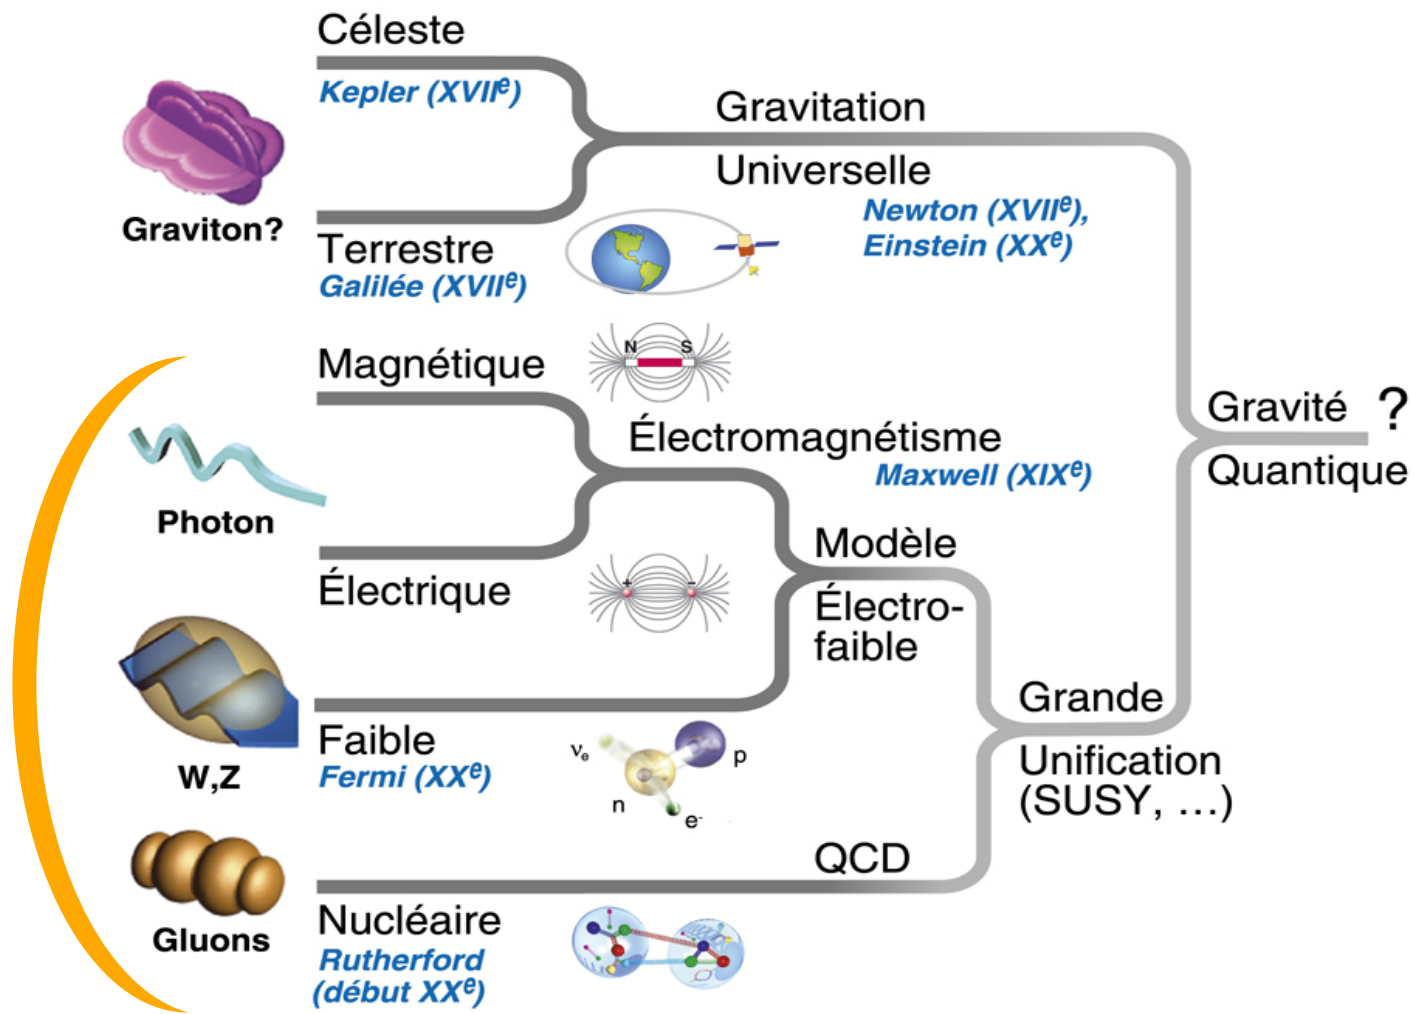 Céleste
Kepler (XVIIe)
Gravitation
Universelle
Newton (XVIIe),
Einstein (XXe)
Graviton?
Terrestre
Galilée (XVIIe)
Magnétique
N S
Électromagnétisme
Maxwell (XIXe)
Gravité ?
Quantique
Photon
Électrique
+ -
Modèle
Électro-
faible
W,Z
Faible
Fermi (XXe)
νe
p
n
e-
Grande
Unification
(SUSY, …)
QCD
Gluons
Nucléaire
Rutherford
(début XXe)